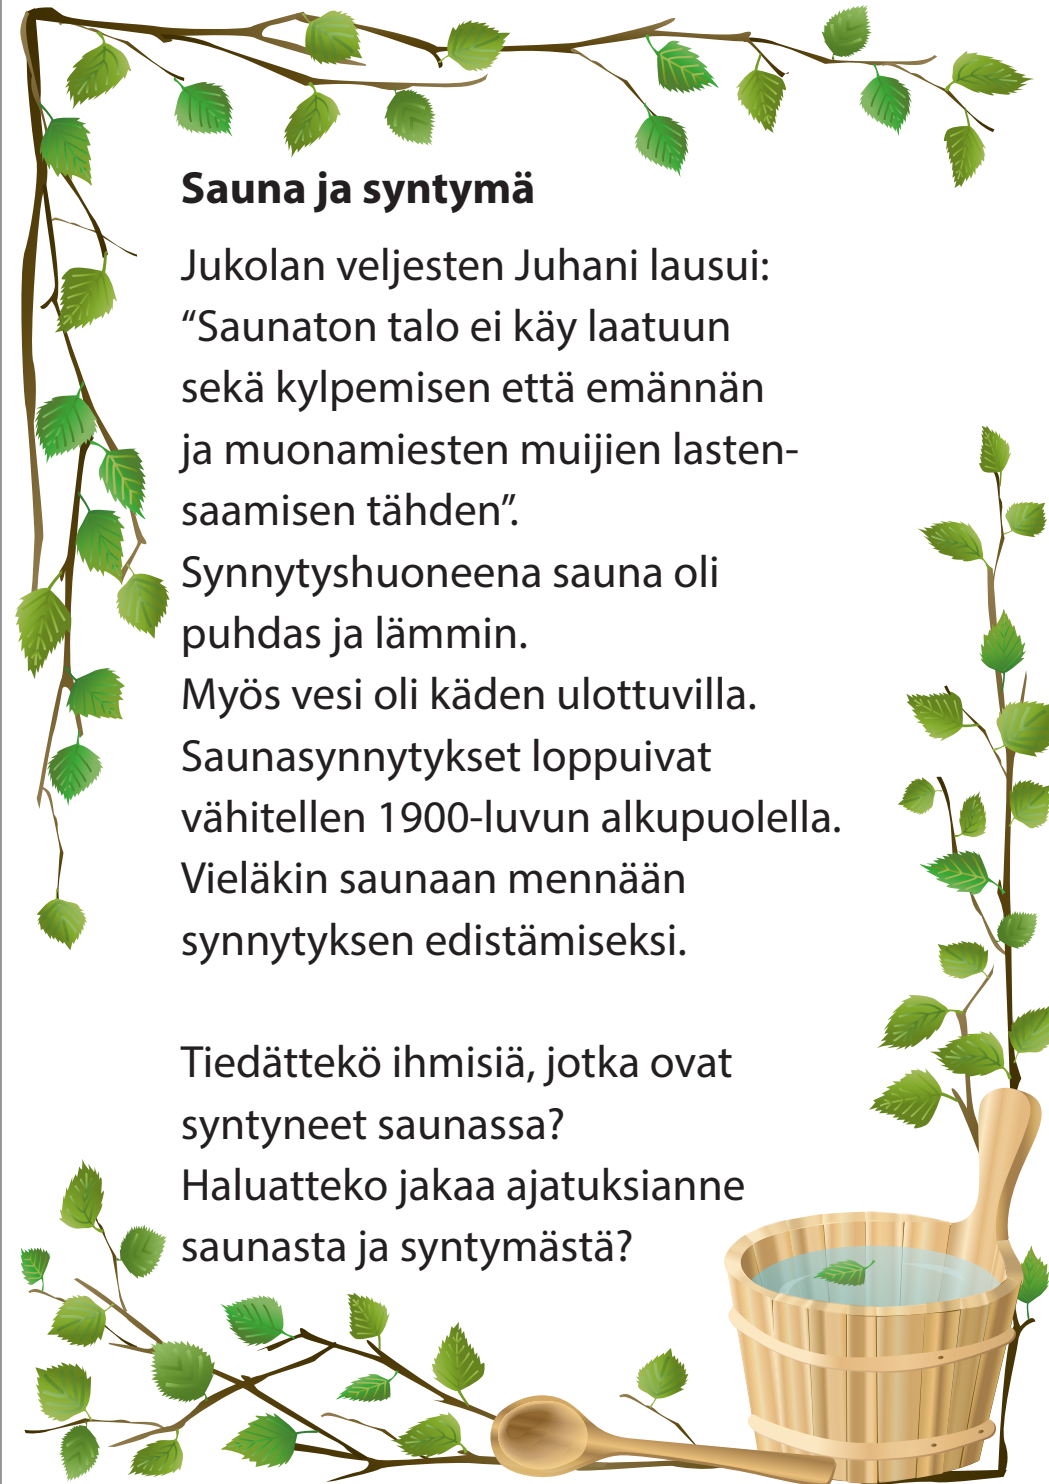 Sauna ja syntymä
Jukolan veljesten Juhani lausui:
“Saunaton talo ei käy laatuun
sekä kylpemisen että emännän
ja muonamiesten muijien lasten-
saamisen tähden”.
Synnytyshuoneena sauna oli
puhdas ja lämmin.
Myös vesi oli käden ulottuvilla.
Saunasynnytykset loppuivat
vähitellen 1900-luvun alkupuolella.
Vieläkin saunaan mennään
synnytyksen edistämiseksi.
Tiedättekö ihmisiä, jotka ovat
syntyneet saunassa?
Haluatteko jakaa ajatuksianne
saunasta ja syntymästä?